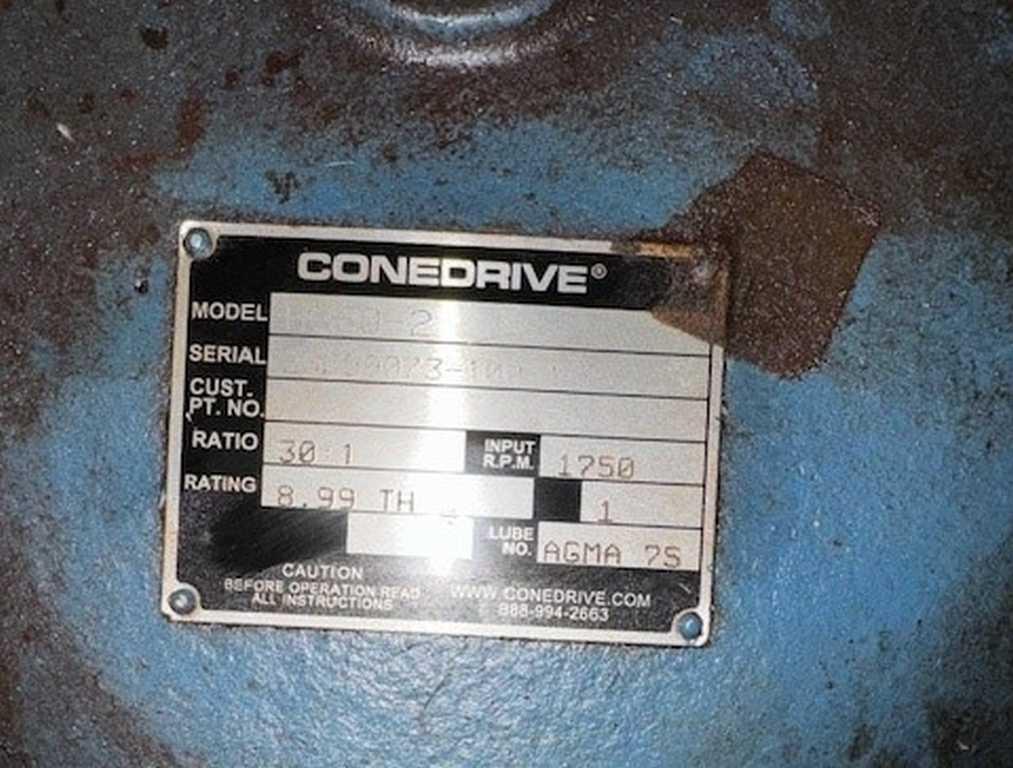 CONEDRIVE®
MODEL
SERIAL
CUST.
PT. NO.
RATIO 30:1 INPUT R.P.M. 1750
RATING 8.99 TH 1
LUBE NO. AGMA 7S
CAUTION
BEFORE OPERATION READ
ALL INSTRUCTIONS
WWW.CONEDRIVE.COM
888-994-2663